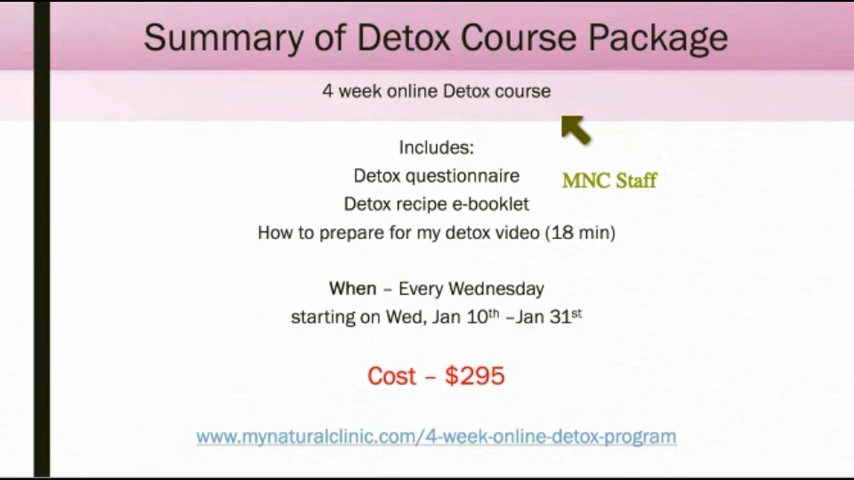 Summary of Detox Course Package
4 week online Detox course
Includes:
Detox questionnaire
MNC Staff
Detox recipe e-booklet
How to prepare for my detox video (18 min)
When – Every Wednesday
starting on Wed, Jan 10th –Jan 31st
Cost – $295
www.mynaturalclinic.com/4-week-online-detox-program